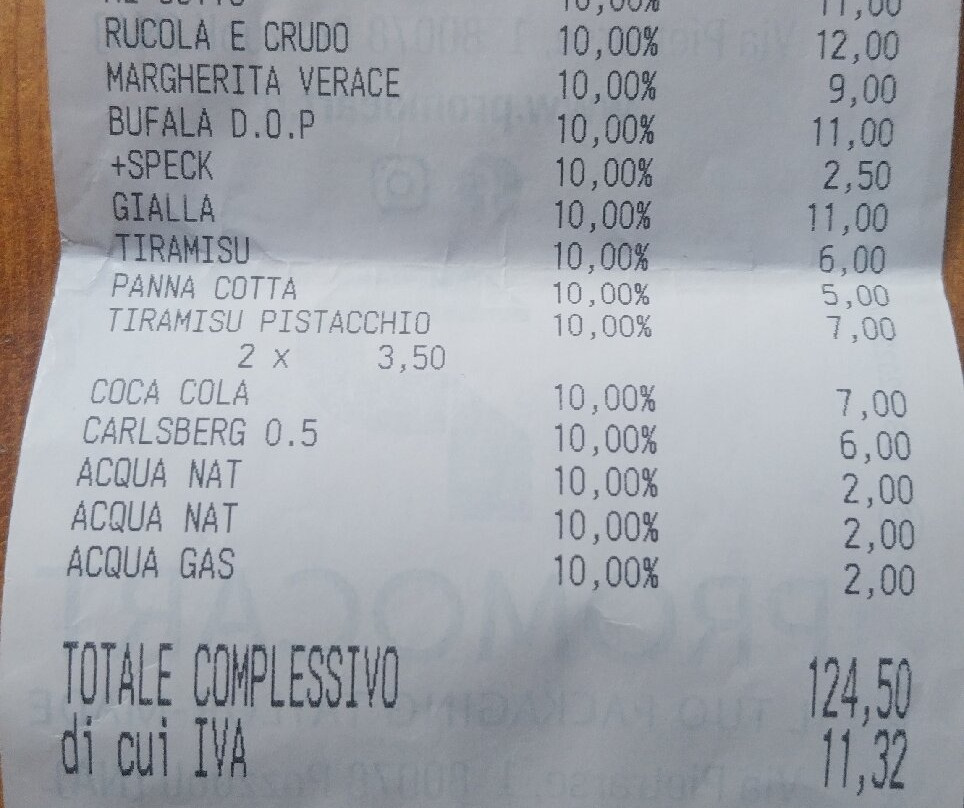 10,00% 11,00
RUCOLA E CRUDO 10,00% 12,00
MARGHERITA VERACE 10,00% 9,00
BUFALA D.O.P 10,00% 11,00
+SPECK 10,00% 2,50
GIALLA 10,00% 11,00
TIRAMISU 10,00% 6,00
PANNA COTTA 10,00% 5,00
TIRAMISU PISTACCHIO 10,00% 7,00
2 x 3,50
COCA COLA 10,00% 7,00
CARLSBERG 0.5 10,00% 6,00
ACQUA NAT 10,00% 2,00
ACQUA NAT 10,00% 2,00
ACQUA GAS 10,00% 2,00
TOTALE COMPLESSIVO 124,50
di cui IVA 11,32